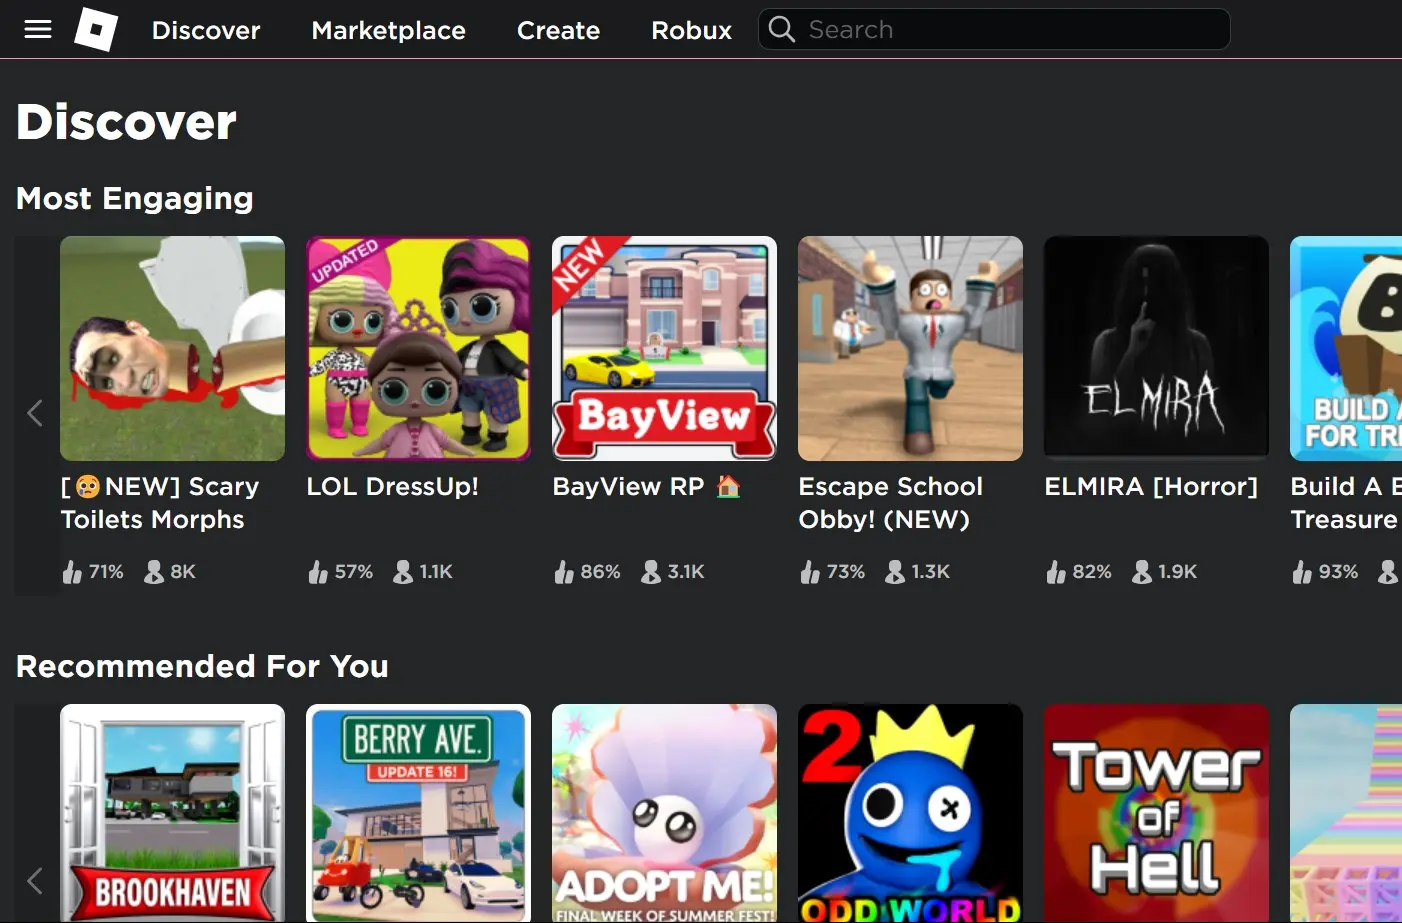 Discover Marketplace Create Robux Search
Discover
Most Engaging
UPDATED
NEW
BayView
ELMIRA
BUILD A
FOR TRE
[😢NEW] Scary
Toilets Morphs
LOL DressUp!
BayView RP 🏠
Escape School
Obby! (NEW)
ELMIRA [Horror]
Build A B
Treasure
71% 8K
57% 1.1K
86% 3.1K
73% 1.3K
82% 1.9K
93%
Recommended For You
BROOKHAVEN
BERRY AVE.
UPDATE 16!
ADOPT ME!
FINAL WEEK OF SUMMER FEST!
2
ODD WORLD
Tower
of
Hell